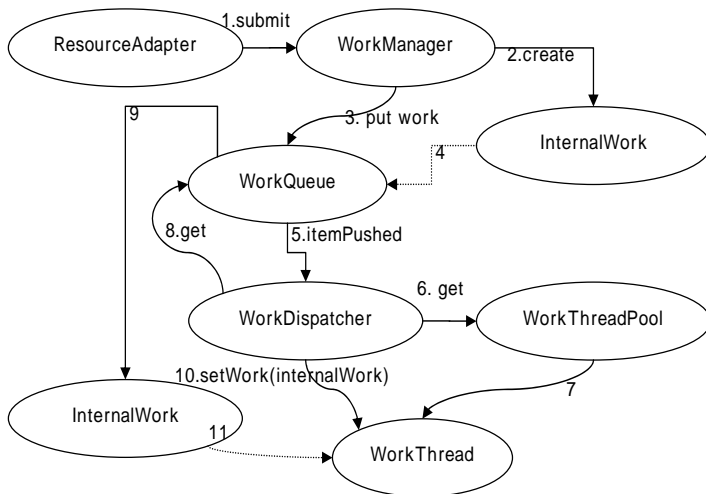 1.submit
ResourceAdapter
WorkManager
2.create
9
3. put work
4
InternalWork
WorkQueue
8.get
5.itemPushed
6. get
WorkDispatcher
WorkThreadPool
10.setWork(internalWork)
7
InternalWork
11
WorkThread